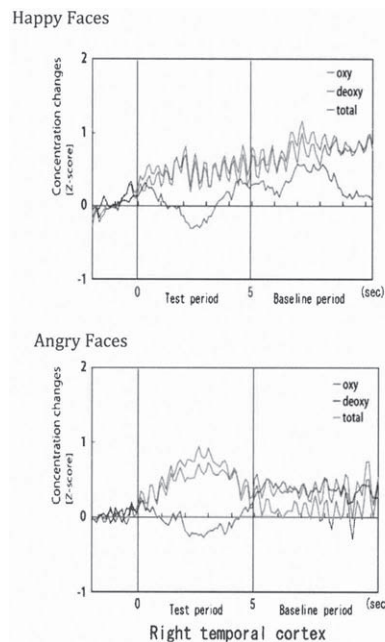 Happy Faces
2
oxy
deoxy
total
1
0
-1
Concentration changes
[Z-score]
0
5
(sec)
Test period
Baseline period
Angry Faces
2
oxy
deoxy
total
1
0
-1
Concentration changes
[Z-score]
0
5
(sec)
Test period
Baseline period
Right temporal cortex